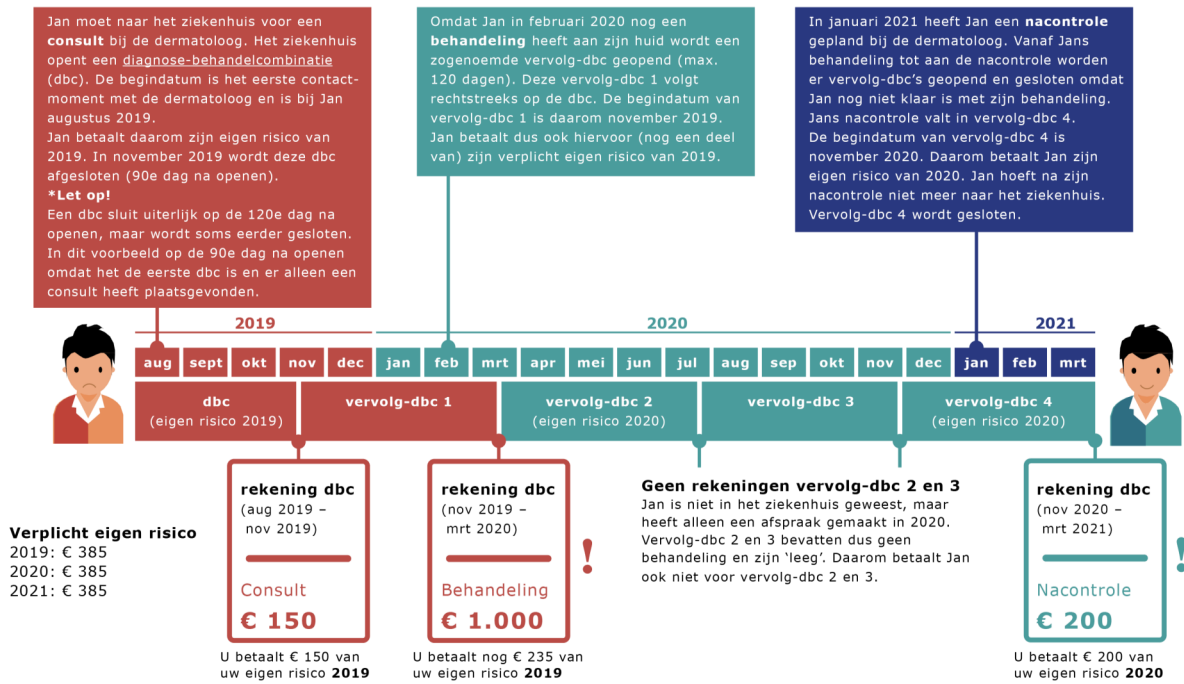 Jan moet naar het ziekenhuis voor een
consult bij de dermatoloog. Het ziekenhuis
opent een diagnose-behandelcombinatie
(dbc). De begindatum is het eerste contact-
moment met de dermatoloog en is bij Jan
augustus 2019.
Jan betaalt daarom zijn eigen risico van
2019. In november 2019 wordt deze dbc
afgesloten (90e dag na openen).
*Let op!
Een dbc sluit uiterlijk op de 120e dag na
openen, maar wordt soms eerder gesloten.
In dit voorbeeld op de 90e dag na openen
omdat het de eerste dbc is en er alleen een
consult heeft plaatsgevonden.
Omdat Jan in februari 2020 nog een
behandeling heeft aan zijn huid wordt een
zogenoemde vervolg-dbc geopend (max.
120 dagen). Deze vervolg-dbc 1 volgt
rechtstreeks op de dbc. De begindatum van
vervolg-dbc 1 is daarom november 2019.
Jan betaalt dus ook hiervoor (nog een deel
van) zijn verplicht eigen risico van 2019.
In januari 2021 heeft Jan een nacontrole
gepland bij de dermatoloog. Vanaf Jans
behandeling tot aan de nacontrole worden
er vervolg-dbc's geopend en gesloten omdat
Jan nog niet klaar is met zijn behandeling.
Jans nacontrole valt in vervolg-dbc 4.
De begindatum van vervolg-dbc 4 is
november 2020. Daarom betaalt Jan zijn
eigen risico van 2020. Jan hoeft na zijn
nacontrole niet meer naar het ziekenhuis.
Vervolg-dbc 4 wordt gesloten.
2019 2020 2021
aug sept okt nov dec jan feb mrt apr mei jun jul aug sep okt nov dec jan feb mrt
dbc vervolg-dbc 1 vervolg-dbc 2 vervolg-dbc 3 vervolg-dbc 4
(eigen risico 2019) (eigen risico 2020) (eigen risico 2020)
Verplicht eigen risico
2019: € 385
2020: € 385
2021: € 385
rekening dbc
(aug 2019 –
nov 2019)
Consult
€ 150
U betaalt € 150 van
uw eigen risico 2019
rekening dbc
(nov 2019 –
mrt 2020)
Behandeling
€ 1.000
U betaalt nog € 235 van
uw eigen risico 2019
!
Geen rekeningen vervolg-dbc 2 en 3
Jan is niet in het ziekenhuis geweest, maar
heeft alleen een afspraak gemaakt in 2020.
Vervolg-dbc 2 en 3 bevatten dus geen
behandeling en zijn 'leeg'. Daarom betaalt Jan
ook niet voor vervolg-dbc 2 en 3.
rekening dbc
(nov 2020 –
mrt 2021)
Nacontrole
€ 200
U betaalt € 200 van
uw eigen risico 2020
!